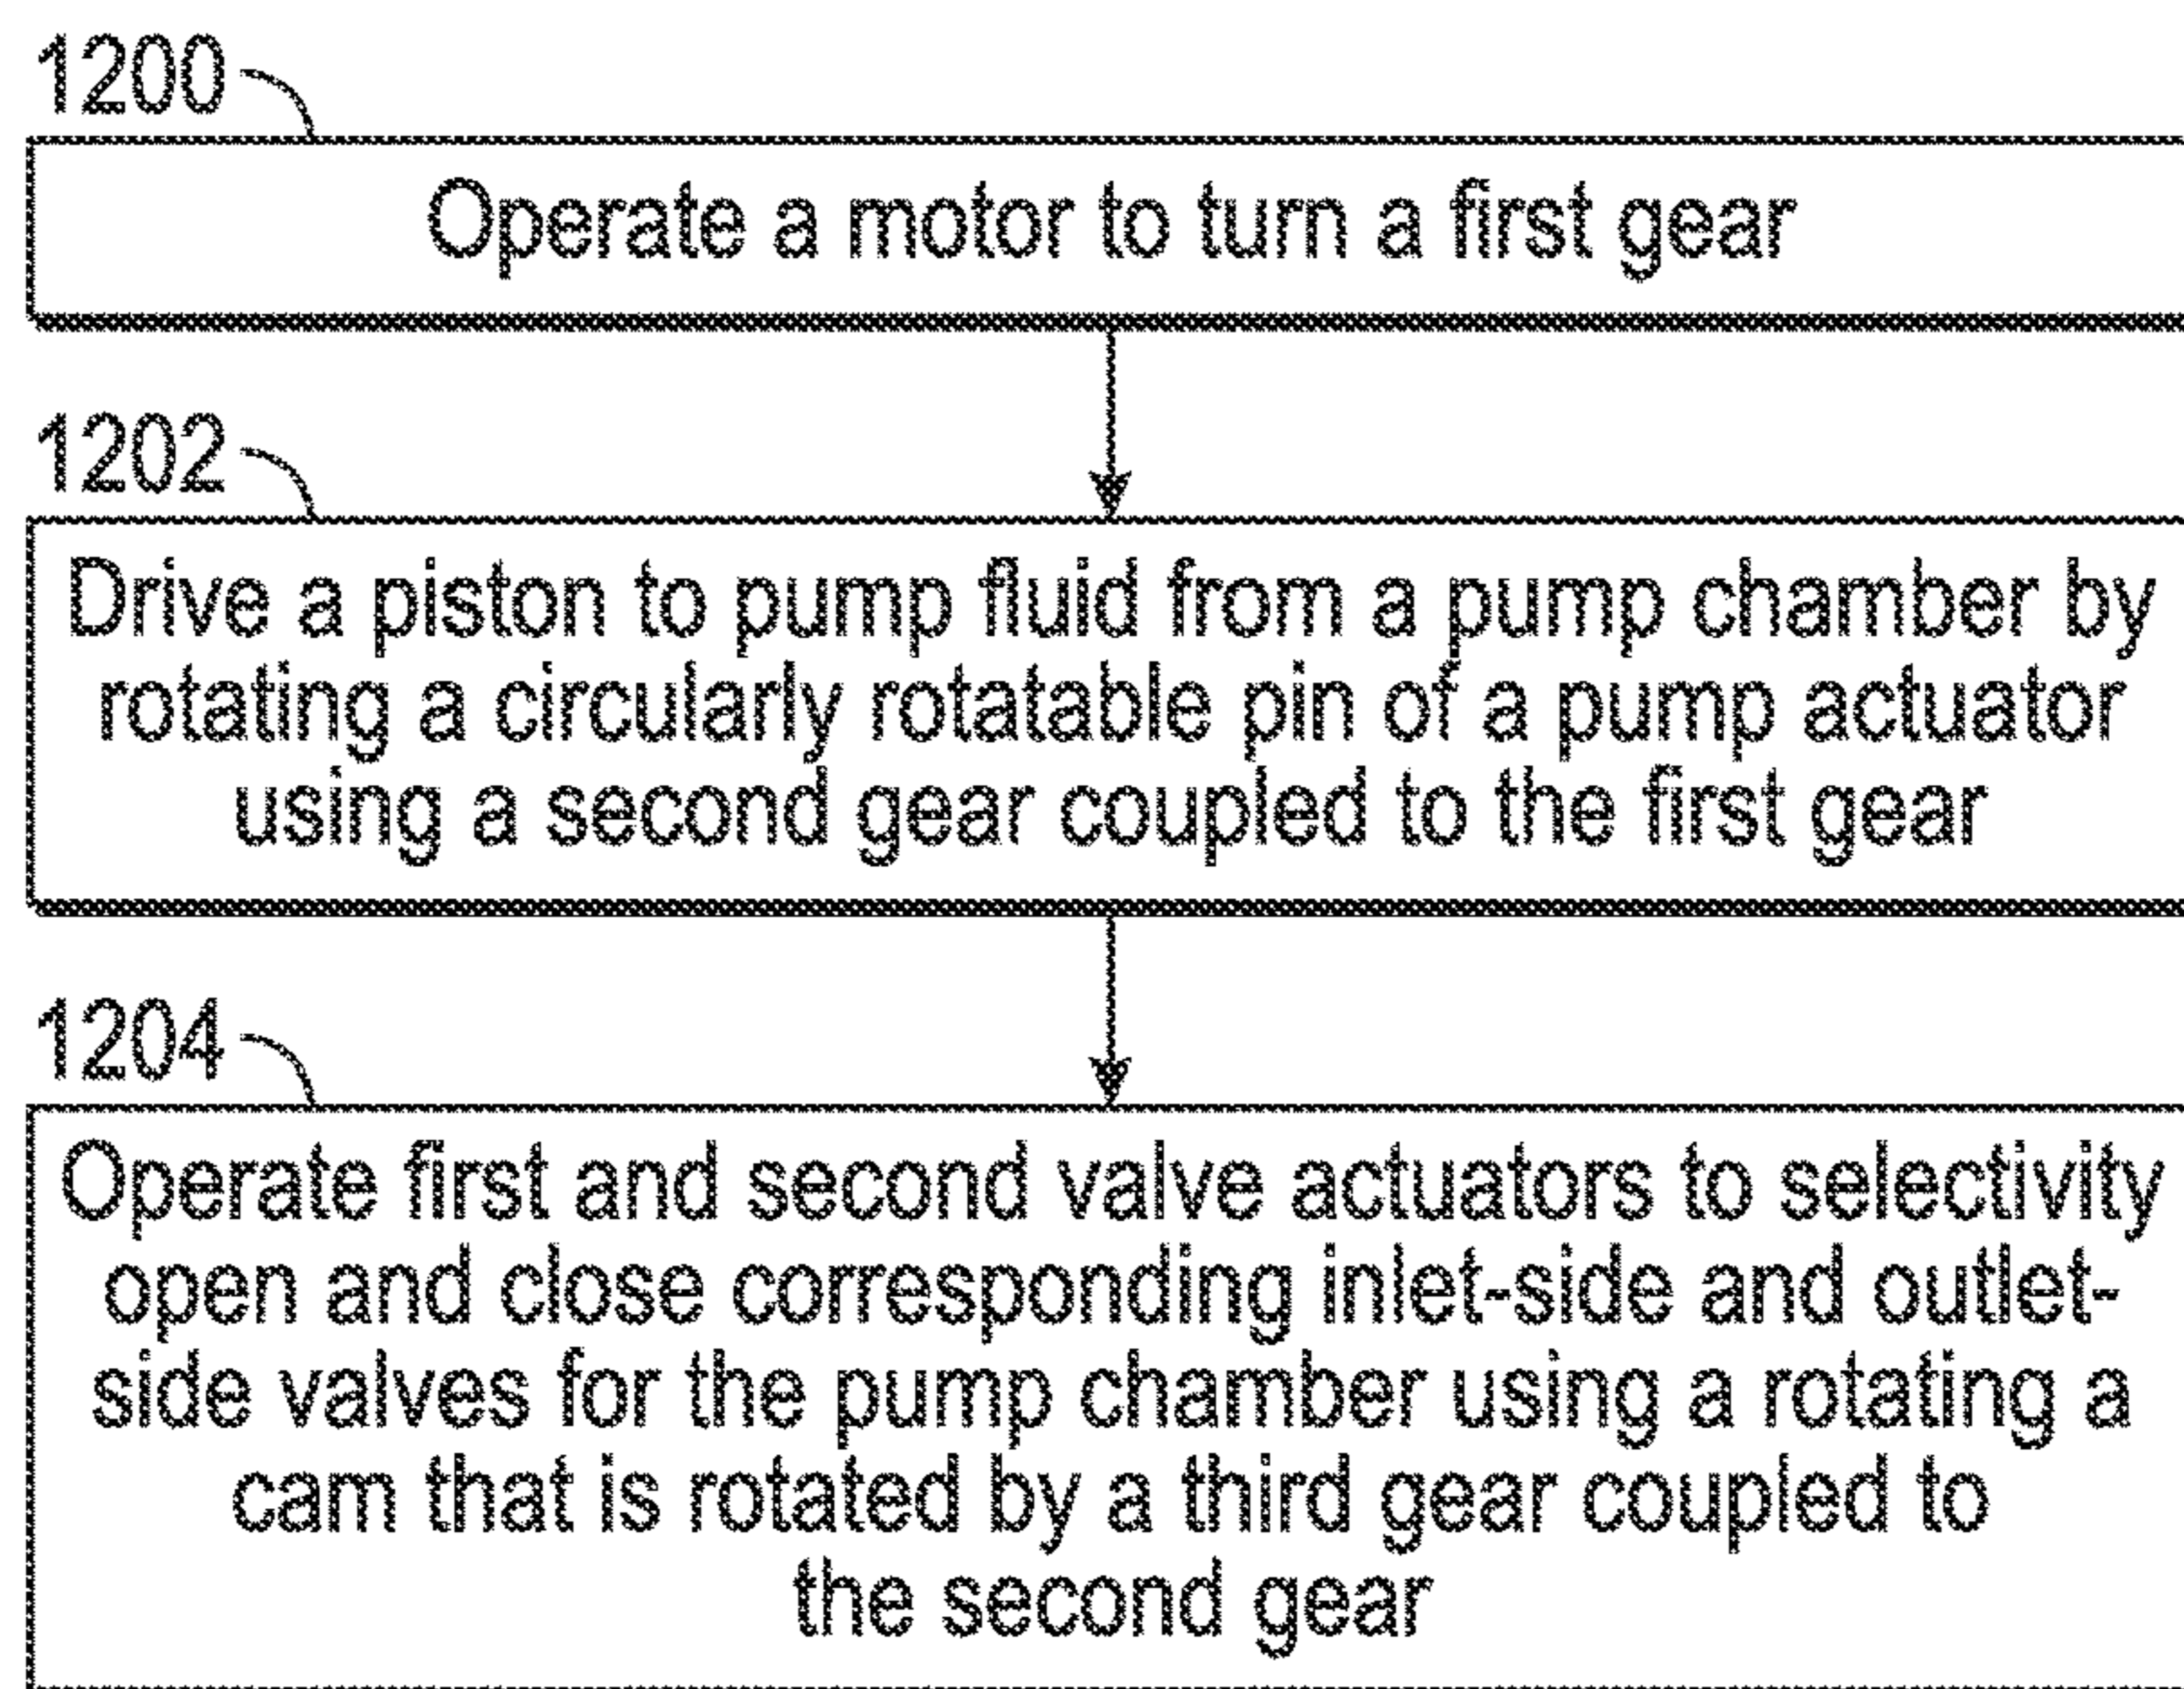 1200
Operate a motor to turn a first gear
1202
Drive a piston to pump fluid from a pump chamber by
rotating a circularly rotatable pin of a pump actuator
using a second gear coupled to the first gear
1204
Operate first and second valve actuators to selectivity
open and close corresponding inlet-side and outlet-
side valves for the pump chamber using a rotating a
cam that is rotated by a third gear coupled to
the second gear